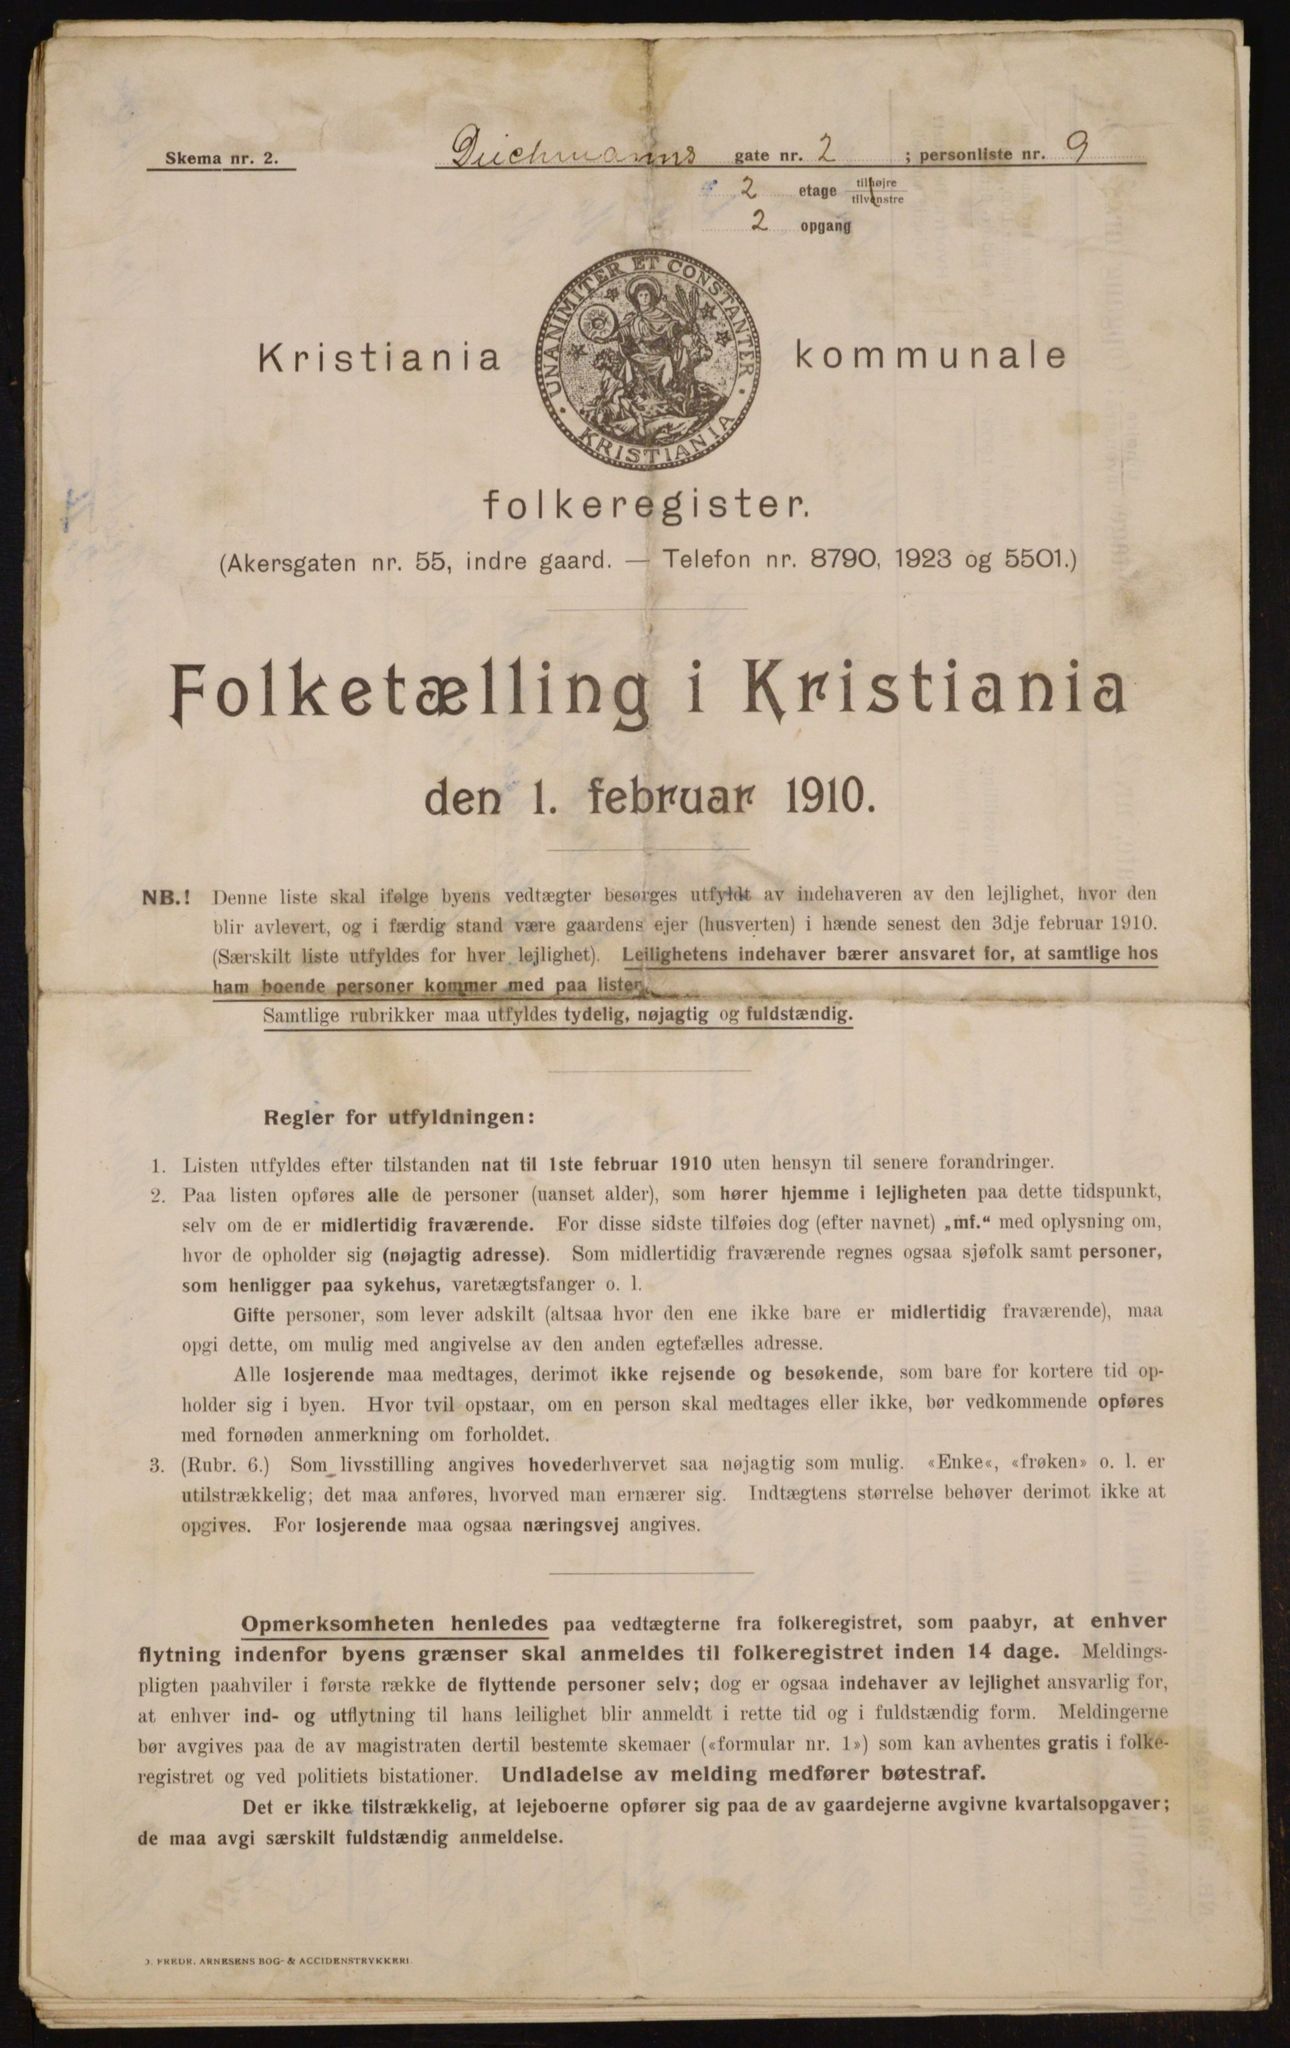 Skema nr. 2.
Deichmanns gate nr. 2 ; personliste nr. 9
2 etage tilhøjre
tilvenstre
2 opgang
UNANIMITER ET CONSTANTER
KRISTIANIA
Kristiania kommunale
folkeregister.
(Akersgaten nr. 55, indre gaard. — Telefon nr. 8790, 1923 og 5501.)
Folketælling i Kristiania
den 1. februar 1910.
NB.! Denne liste skal ifølge byens vedtægter besørges utfyldt av indehaveren av den lejlighet, hvor den
blir avlevert, og i færdig stand være gaardens ejer (husverten) i hænde senest den 3dje februar 1910.
(Særskilt liste utfyldes for hver lejlighet). Leilighetens indehaver bærer ansvaret for, at samtlige hos
ham boende personer kommer med paa listen.
Samtlige rubrikker maa utfyldes tydelig, nøjagtig og fuldstændig.
Regler for utfyldningen:
1. Listen utfyldes efter tilstanden nat til 1ste februar 1910 uten hensyn til senere forandringer.
2. Paa listen opføres alle de personer (uanset alder), som hører hjemme i lejligheten paa dette tidspunkt,
selv om de er midlertidig fraværende. For disse sidste tilføies dog (efter navnet) „mf.“ med oplysning om,
hvor de opholder sig (nøjagtig adresse). Som midlertidig fraværende regnes ogsaa sjøfolk samt personer,
som henligger paa sykehus, varetægtsfanger o. l.
Gifte personer, som lever adskilt (altsaa hvor den ene ikke bare er midlertidig fraværende), maa
opgi dette, om mulig med angivelse av den anden egtefælles adresse.
Alle losjerende maa medtages, derimot ikke rejsende og besøkende, som bare for kortere tid op-
holder sig i byen. Hvor tvil opstaar, om en person skal medtages eller ikke, bør vedkommende opføres
med fornøden anmerkning om forholdet.
3. (Rubr. 6.) Som livsstilling angives hovederhvervet saa nøjagtig som mulig. «Enke«, «frøken» o. l. er
utilstrækkelig; det maa anføres, hvorved man ernærer sig. Indtægtens størrelse behøver derimot ikke at
opgives. For losjerende maa ogsaa næringsvej angives.
Opmerksomheten henledes paa vedtægterne fra folkeregistret, som paabyr, at enhver
flytning indenfor byens grænser skal anmeldes til folkeregistret inden 14 dage. Meldings-
pligten paahviler i første række de flyttende personer selv; dog er ogsaa indehaver av lejlighet ansvarlig for,
at enhver ind- og utflytning til hans leilighet blir anmeldt i rette tid og i fuldstændig form. Meldingerne
bør avgives paa de av magistraten dertil bestemte skemaer («formular nr. 1») som kan avhentes gratis i folke-
registret og ved politiets bistationer. Undladelse av melding medfører bøtestraf.
Det er ikke tilstrækkelig, at lejeboerne opfører sig paa de av gaardejerne avgivne kvartalsopgaver;
de maa avgi særskilt fuldstændig anmeldelse.
FREDR. ARNESENS BOG- & ACCIDENSTRYKKERI